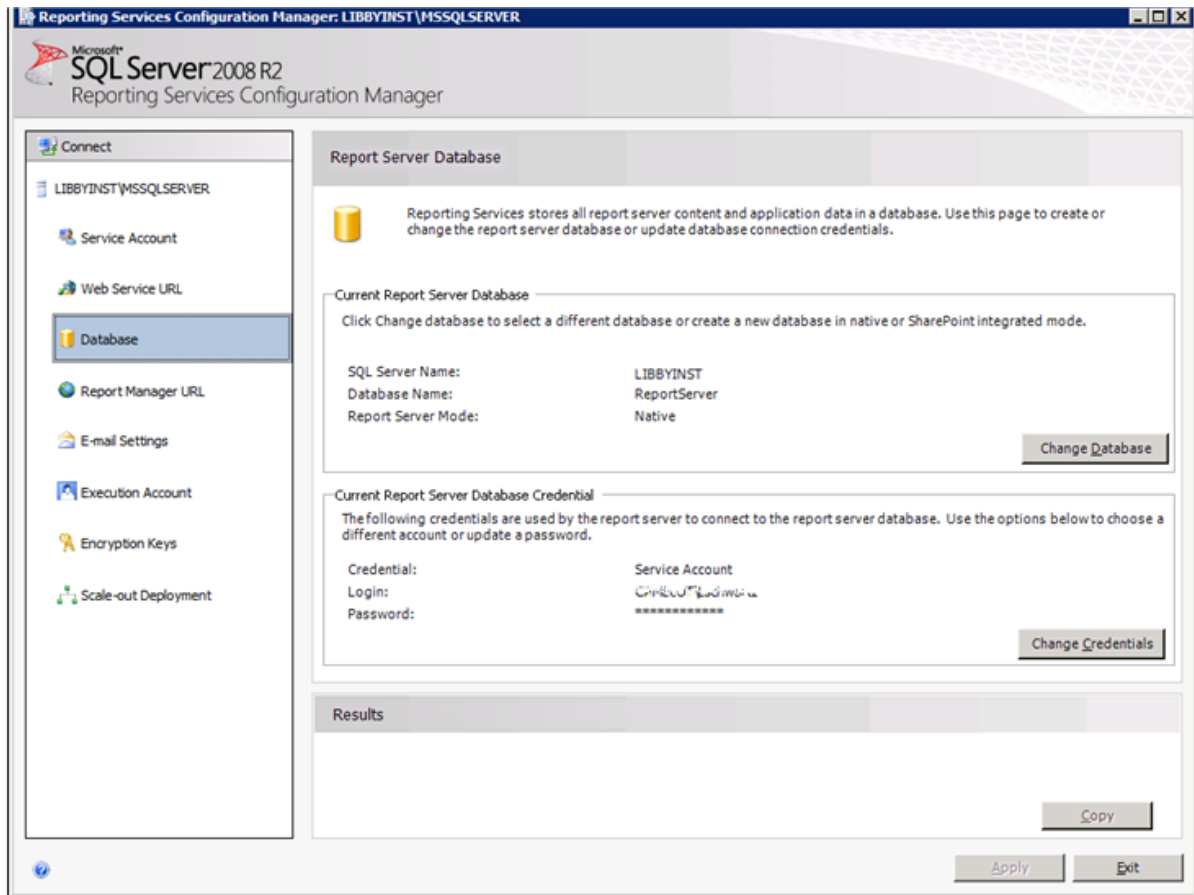 Reporting Services Configuration Manager: LIBBYINST\MSSQLSERVER
Microsoft®
SQL Server® 2008 R2
Reporting Services Configuration Manager
Connect
LIBBYINST\MSSQLSERVER
Service Account
Web Service URL
Database
Report Manager URL
E-mail Settings
Execution Account
Encryption Keys
Scale-out Deployment
Report Server Database
Reporting Services stores all report server content and application data in a database. Use this page to create or
change the report server database or update database connection credentials.
Current Report Server Database
Click Change database to select a different database or create a new database in native or SharePoint integrated mode.
SQL Server Name: LIBBYINST
Database Name: ReportServer
Report Server Mode: Native
Change Database
Current Report Server Database Credential
The following credentials are used by the report server to connect to the report server database. Use the options below to choose a
different account or update a password.
Credential: Service Account
Login:
Password: ************
Change Credentials
Results
Copy
Apply
Exit